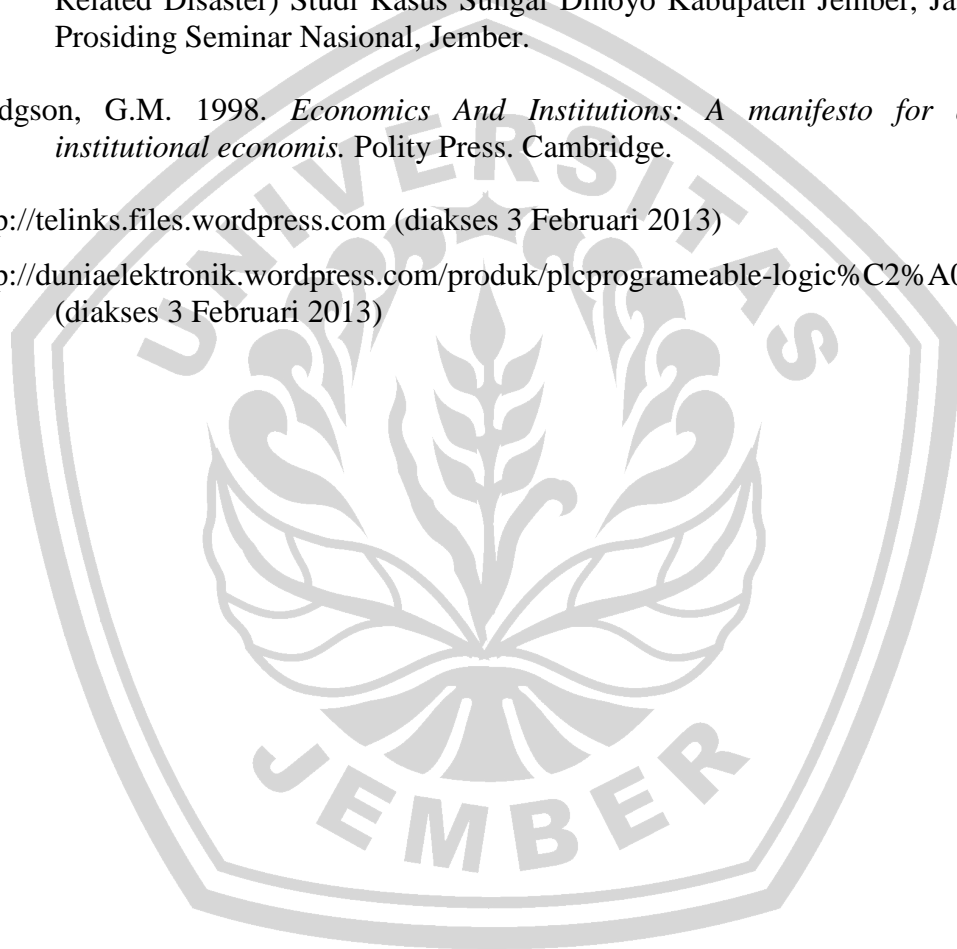 Related Disaster) Studi Kasus Sungai Dinoyo Kabupaten Jember, Ja
Prosiding Seminar Nasional, Jember.
dgson, G.M. 1998. Economics And Institutions: A manifesto for
institutional economis. Polity Press. Cambridge.
p://telinks.files.wordpress.com (diakses 3 Februari 2013)
p://duniaelektronik.wordpress.com/produk/plcprogrameable-logic%C2%A0
(diakses 3 Februari 2013)
UNIVERSITAS
JEMBER